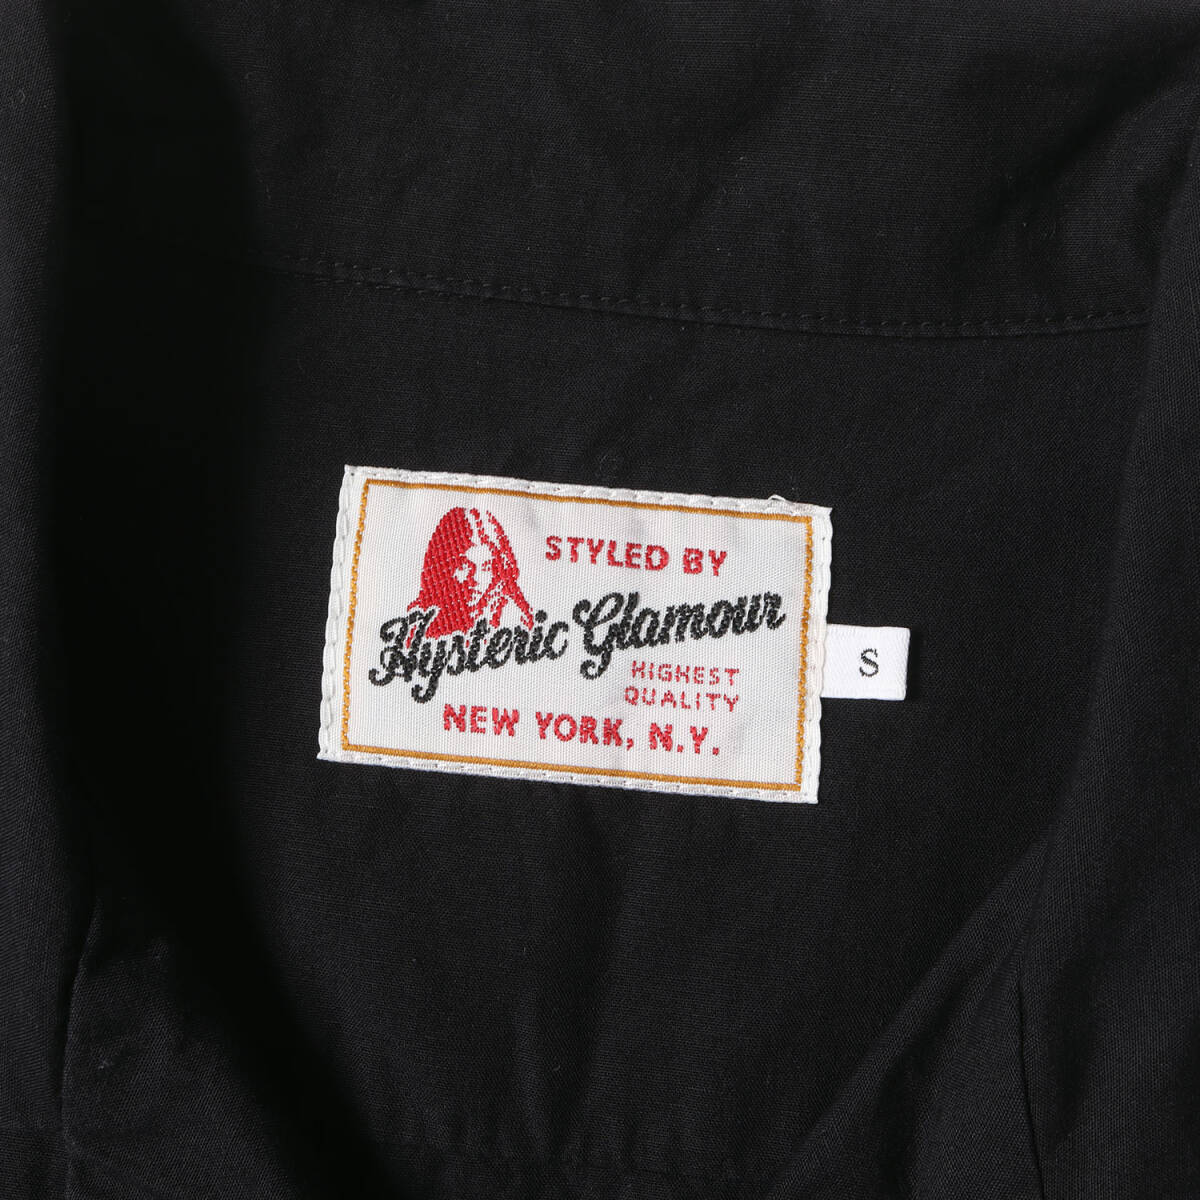 STYLED BY
Hysteric Glamour
HIGHEST
QUALITY
NEW YORK, N.Y.
S